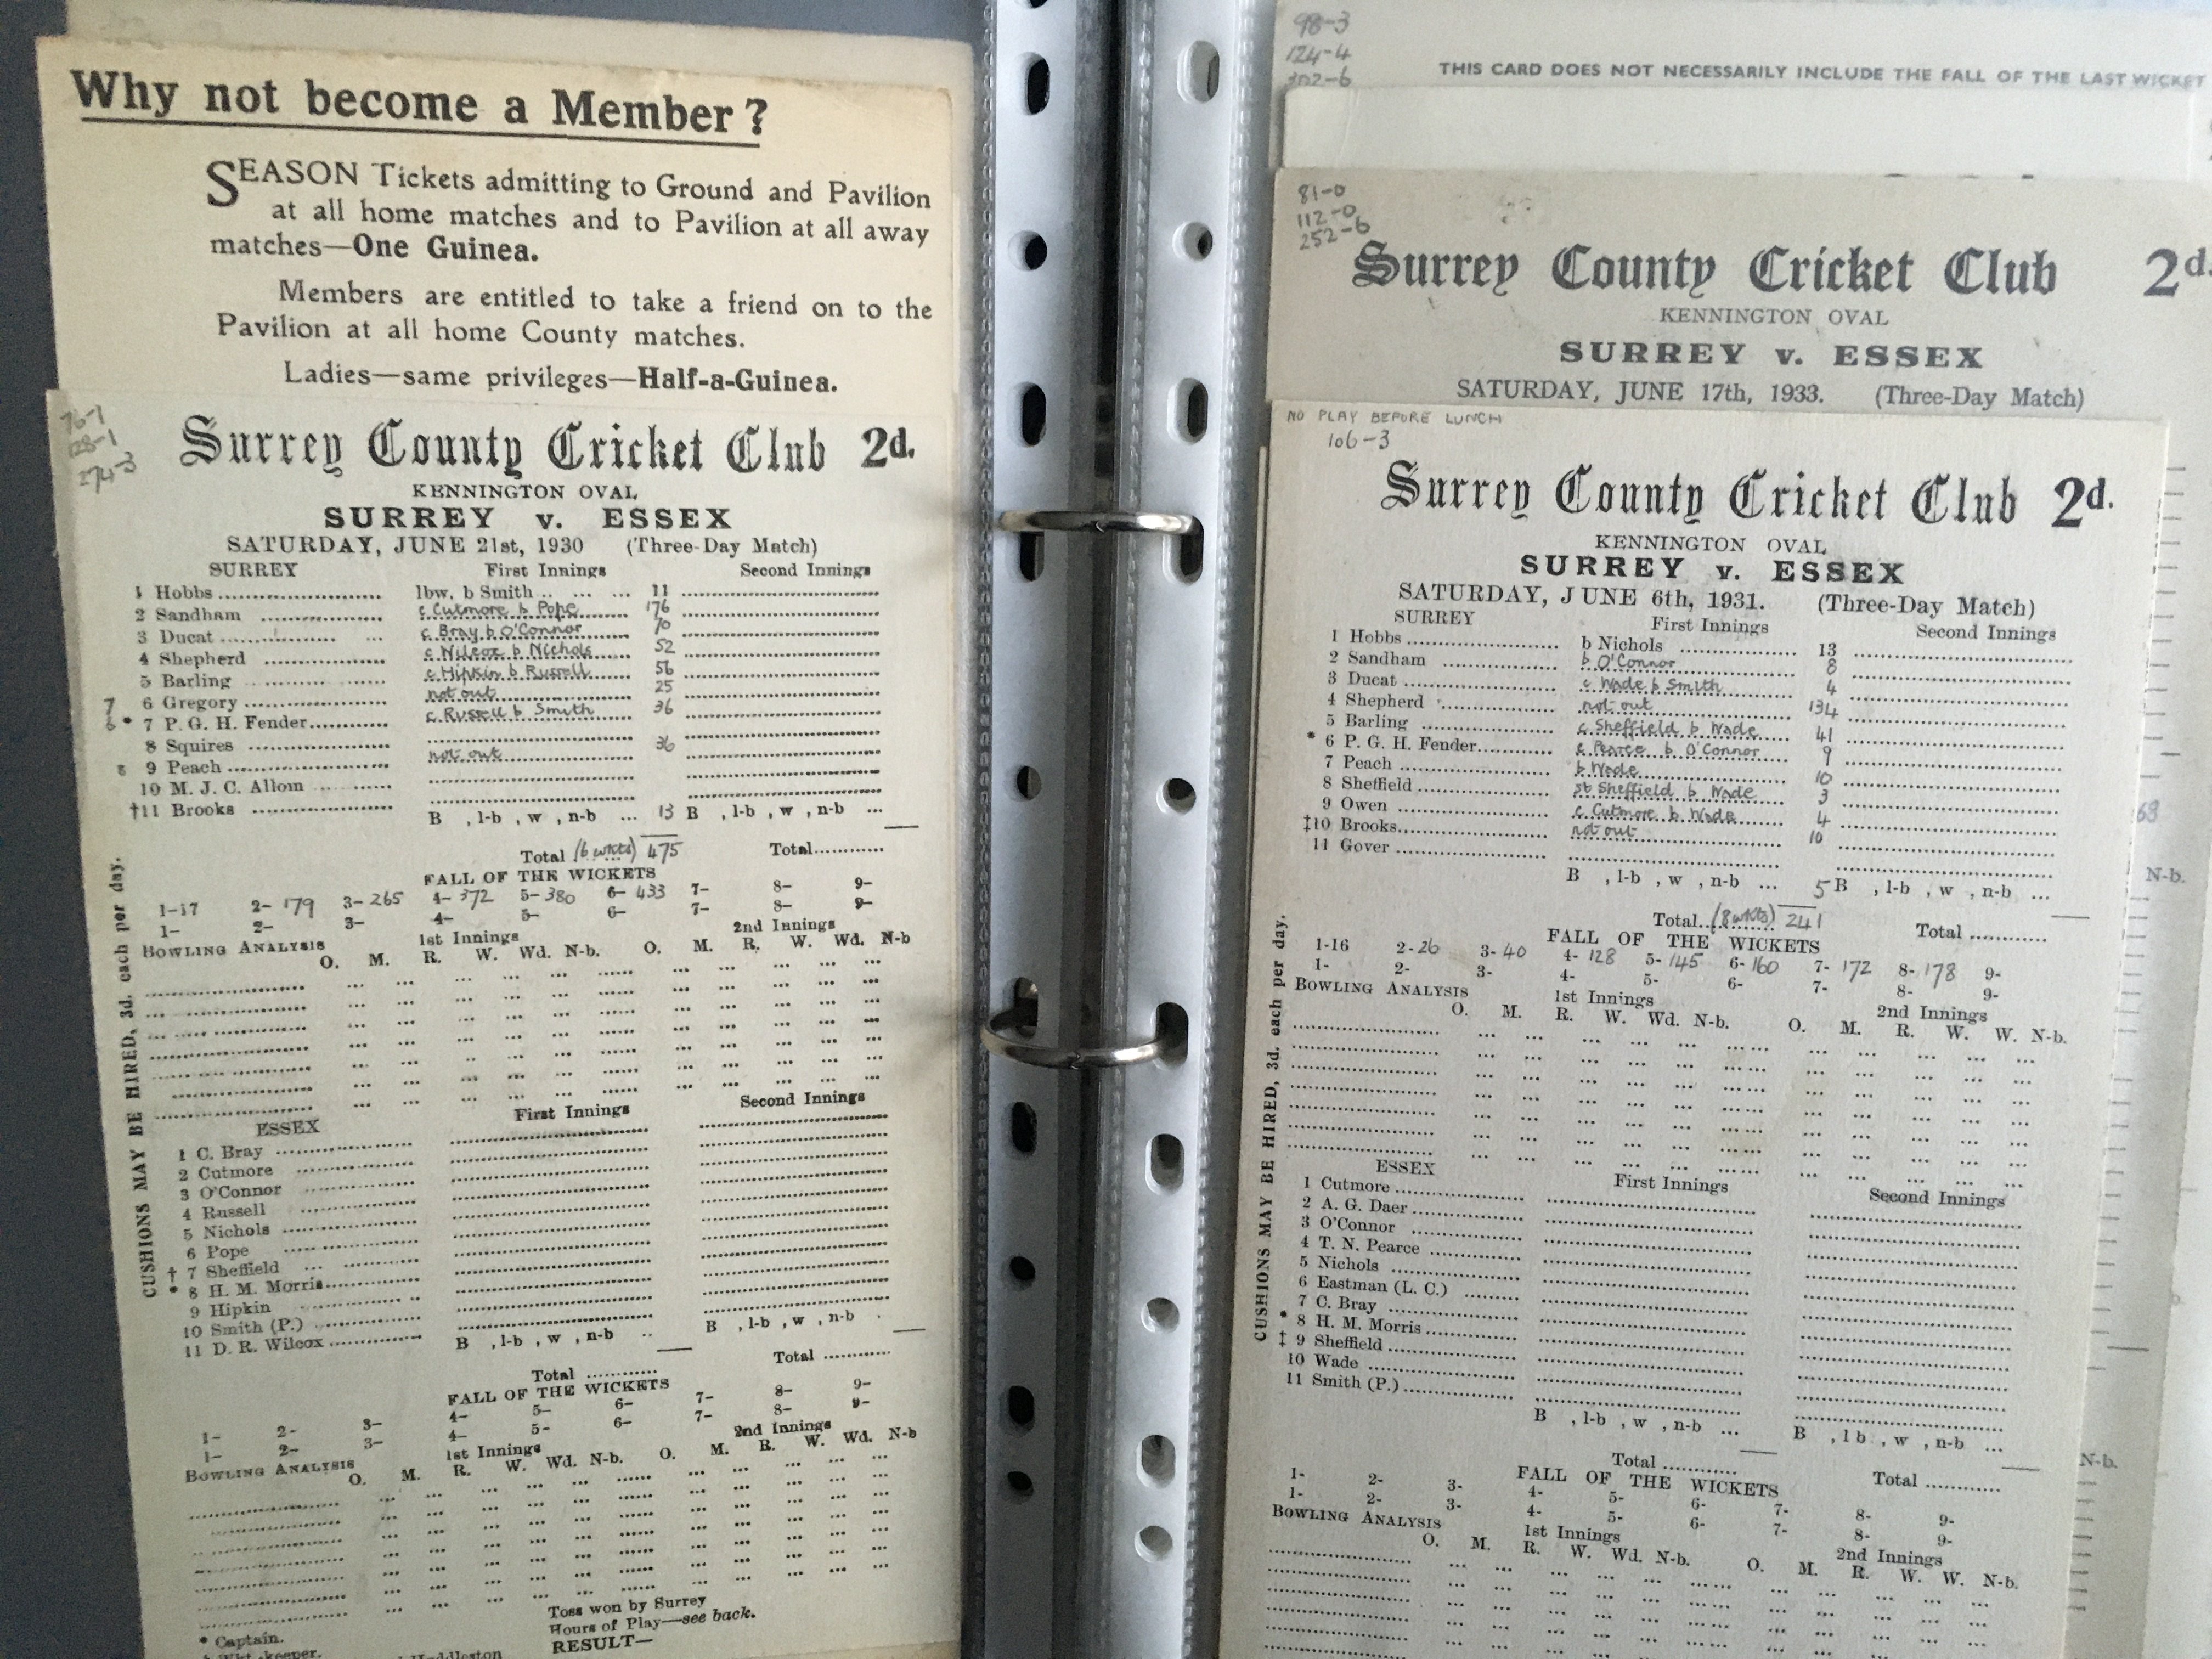 Why not become a Member?
SEASON Tickets admitting to Ground and Pavilion
at all home matches and to Pavilion at all away
matches—One Guinea.
Members are entitled to take a friend on to the
Pavilion at all home County matches.
Ladies—same privileges—Half-a-Guinea.
76-1
128-1
274-3
Surrey County Cricket Club 2d.
KENNINGTON OVAL
SURREY v. ESSEX
SATURDAY, JUNE 21st, 1930 (Three-Day Match)
SURREY First Innings Second Innings
1 Hobbs lbw. b Smith 11
2 Sandham c Cutmore b Pope 176
3 Ducat c Bray b O'Connor 70
4 Shepherd c Wilcox b Nichols 52
5 Barling c Hipkin b Russell 56
7 6 Gregory not out 25
6 * 7 P. G. H. Fender c Russell b Smith 36
8 Squires
8 9 Peach not out 36
10 M. J. C. Allom
†11 Brooks
B , l-b , w , n-b ... 13 B , l-b , w , n-b ...
Total (6 wkts) 475 Total
FALL OF THE WICKETS
1-17 2- 179 3- 265 4- 372 5- 380 6- 433 7- 8- 9-
1- 2- 3- 4- 5- 6- 7- 8- 9-
BOWLING ANALYSIS 1st Innings 2nd Innings
O. M. R. W. Wd. N-b. O. M. R. W. Wd. N-b
ESSEX First Innings Second Innings
1 C. Bray
2 Cutmore
3 O'Connor
4 Russell
5 Nichols
6 Pope
† 7 Sheffield
* 8 H. M. Morris
9 Hipkin
10 Smith (P.)
11 D. R. Wilcox
B , l-b , w , n-b .. B , l-b , w , n-b .
Total Total
FALL OF THE WICKETS
1- 2- 3- 4- 5- 6- 7- 8- 9-
1- 2- 3- 4- 5- 6- 7- 8- 9-
BOWLING ANALYSIS 1st Innings 2nd Innings
O. M. R. W. Wd. N-b. O. M. R. W. Wd. N-b
Toss won by Surrey
Hours of Play—see back.
* Captain. RESULT—
CUSHIONS MAY BE HIRED, 3d. each per day.
98-3
124-4
302-6
THIS CARD DOES NOT NECESSARILY INCLUDE THE FALL OF THE LAST WICKET
81-0
112-0
252-6
Surrey County Cricket Club 2d.
KENNINGTON OVAL
SURREY v. ESSEX
SATURDAY, JUNE 17th, 1933. (Three-Day Match)
NO PLAY BEFORE LUNCH
106-3
Surrey County Cricket Club 2d.
KENNINGTON OVAL
SURREY v. ESSEX
SATURDAY, JUNE 6th, 1931. (Three-Day Match)
SURREY First Innings Second Innings
1 Hobbs b Nichols 13
2 Sandham b O'Connor 8
3 Ducat c Wade b Smith 4
4 Shepherd not out 134
5 Barling c Sheffield b Wade 41
* 6 P. G. H. Fender c Pearce b O'Connor 9
7 Peach b Wade 10
8 Sheffield st Sheffield b Wade 3
9 Owen c Cutmore b Wade 4
‡10 Brooks not out 10
11 Gover
B , l-b , w , n-b ... 5 B , l-b , w , n-b ...
Total (8 wkts) 241 Total
FALL OF THE WICKETS
1-16 2- 26 3- 40 4- 128 5- 145 6- 160 7- 172 8- 178 9-
1- 2- 3- 4- 5- 6- 7- 8- 9-
BOWLING ANALYSIS 1st Innings 2nd Innings
O. M. R. W. Wd. N-b. O. M. R. W. W. N-b.
ESSEX First Innings Second Innings
1 Cutmore
2 A. G. Daer
3 O'Connor
4 T. N. Pearce
5 Nichols
6 Eastman (L. C.)
7 C. Bray
* 8 H. M. Morris
‡ 9 Sheffield
10 Wade
11 Smith (P.)
B , l-b , w , n-b ... B , l b , w , n-b ...
Total Total
FALL OF THE WICKETS
1- 2- 3- 4- 5- 6- 7- 8- 9-
1- 2- 3- 4- 5- 6- 7- 8- 9-
BOWLING ANALYSIS 1st Innings 2nd Innings
O. M. R. W. Wd. N-b. O. M. R. W. W. N-b.
CUSHIONS MAY BE HIRED, 3d. each per day.
N-b.
N-b.